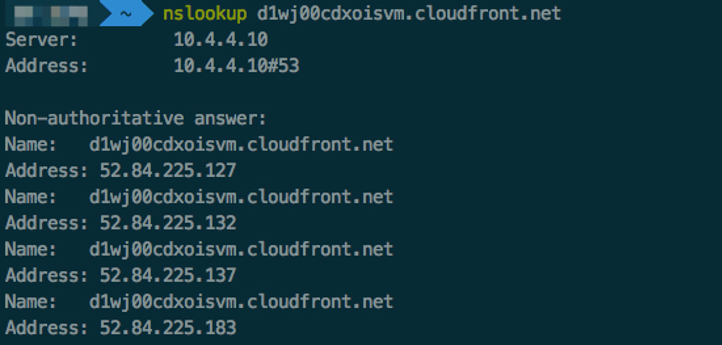 ~ nslookup d1wj00cdxoisvm.cloudfront.net
Server: 10.4.4.10
Address: 10.4.4.10#53
Non-authoritative answer:
Name: d1wj00cdxoisvm.cloudfront.net
Address: 52.84.225.127
Name: d1wj00cdxoisvm.cloudfront.net
Address: 52.84.225.132
Name: d1wj00cdxoisvm.cloudfront.net
Address: 52.84.225.137
Name: d1wj00cdxoisvm.cloudfront.net
Address: 52.84.225.183